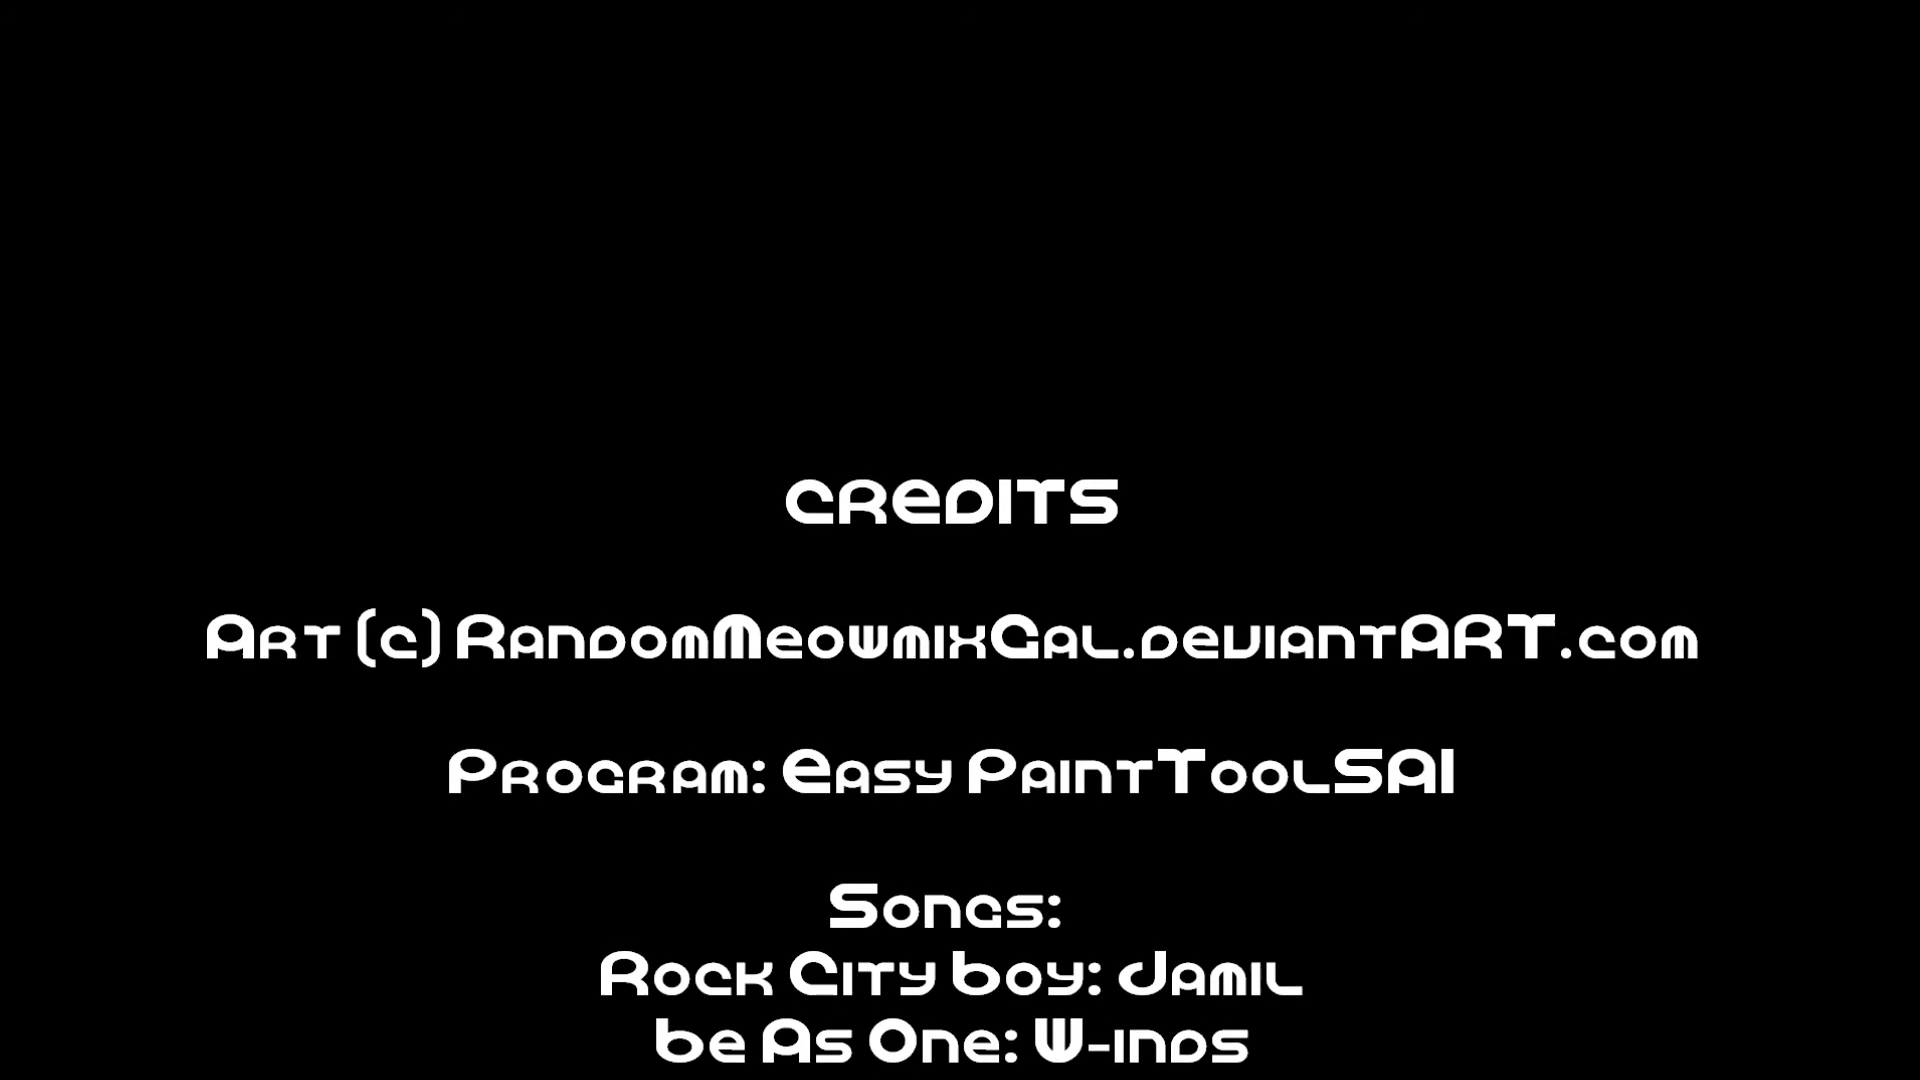 CREDITS
Art (c) RandomMeowmixGal.deviantART.com
Program: Easy PaintToolSAI
Songs:
Rock City Boy: Jamil
Be As One: W-inds